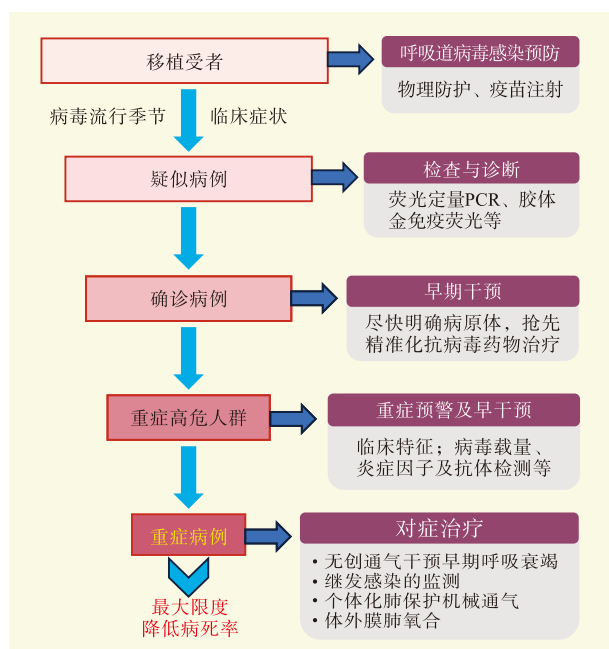 移植受者
呼吸道病毒感染预防
物理防护、疫苗注射
病毒流行季节
临床症状
疑似病例
检查与诊断
荧光定量PCR、胶体
金免疫荧光等
确诊病例
早期干预
尽快明确病原体，抢先
精准化抗病毒药物治疗
重症高危人群
重症预警及早干预
临床特征；病毒载量、
炎症因子及抗体检测等
重症病例
对症治疗
·无创通气干预早期呼吸衰竭
·继发感染的监测
·个体化肺保护机械通气
·体外膜肺氧合
最大限度
降低病死率